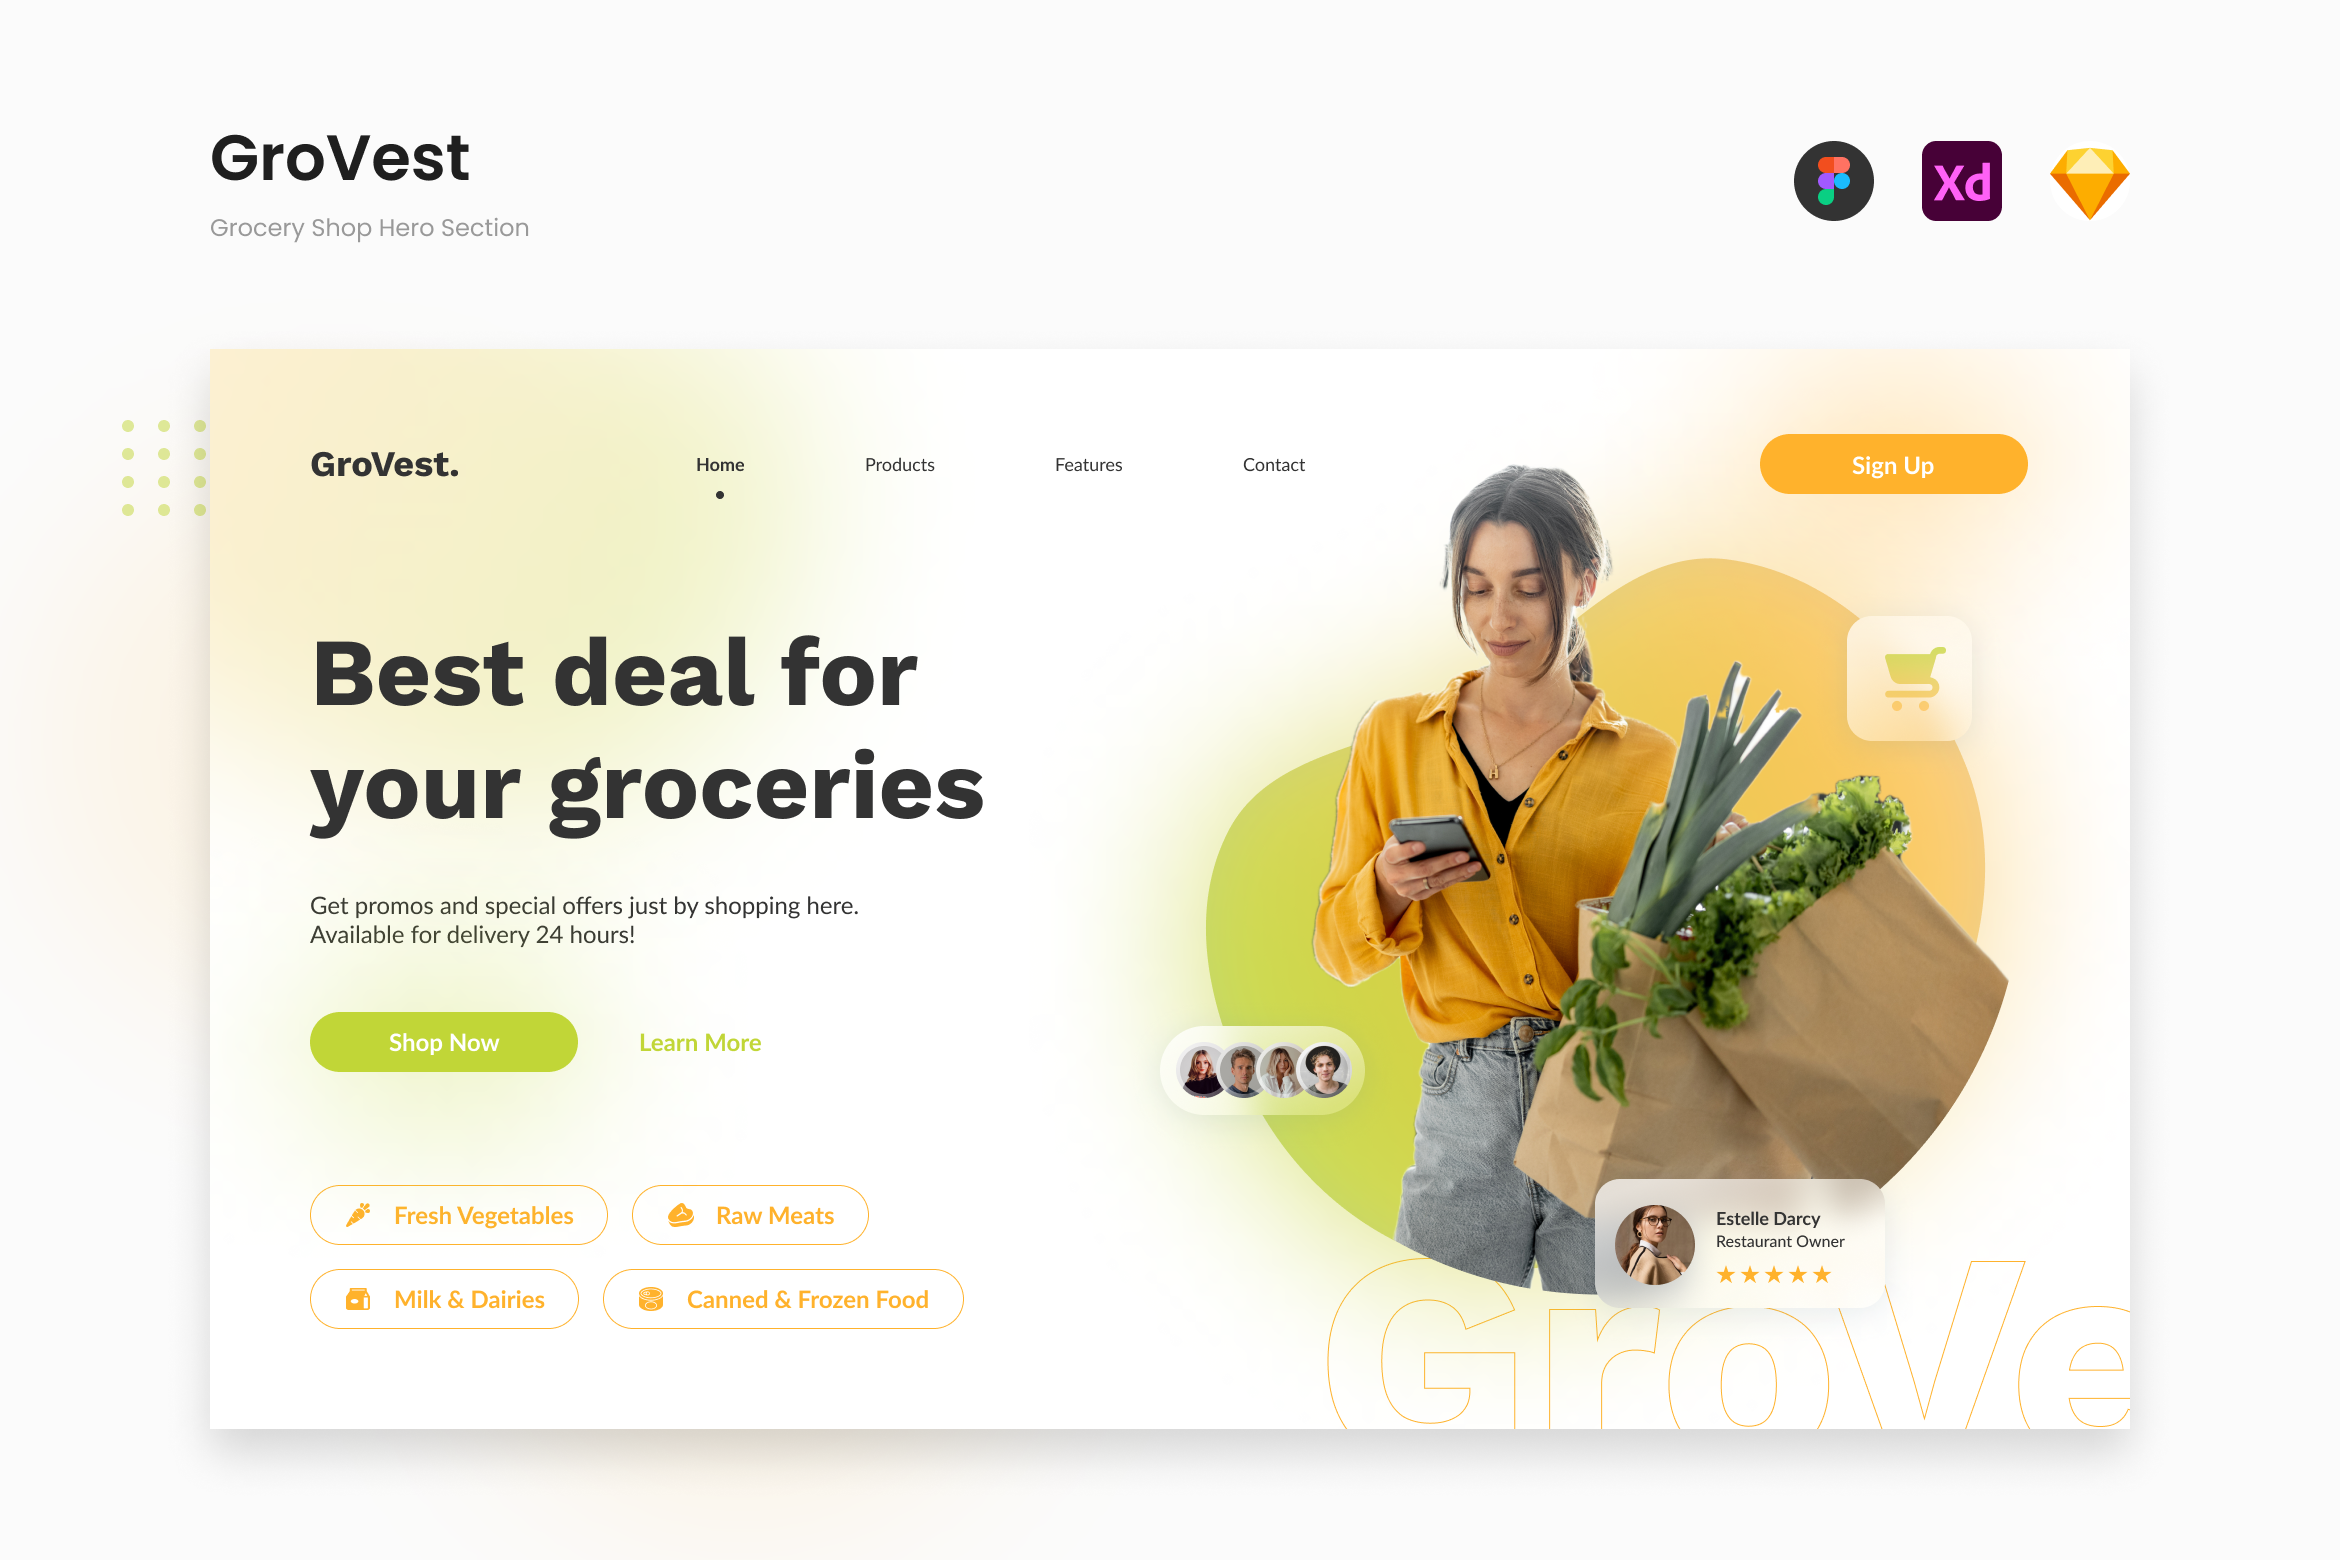 GroVest
Grocery Shop Hero Section
Xd
GroVest.
Home
Products
Features
Contact
Sign Up
Best deal for
your groceries
Get promos and special offers just by shopping here.
Available for delivery 24 hours!
Shop Now
Learn More
Fresh Vegetables
Raw Meats
Milk & Dairies
Canned & Frozen Food
H
Estelle Darcy
Restaurant Owner
GroVe